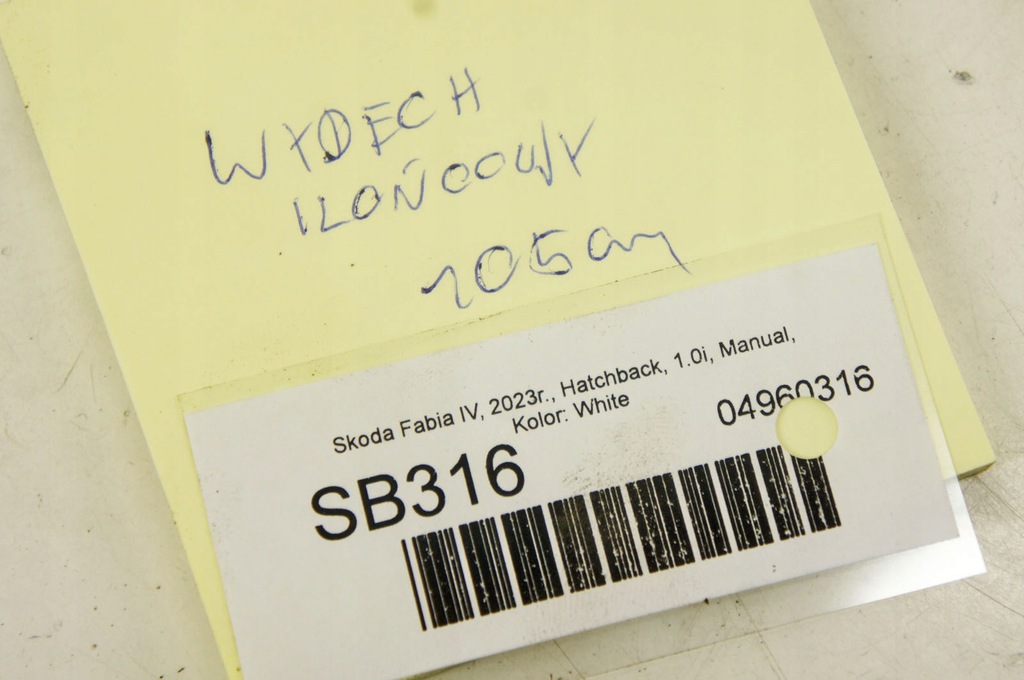 WYDECH
KOŃCOWY
105cm
Skoda Fabia IV, 2023r., Hatchback, 1.0i, Manual,
Kolor: White
04960316
SB316